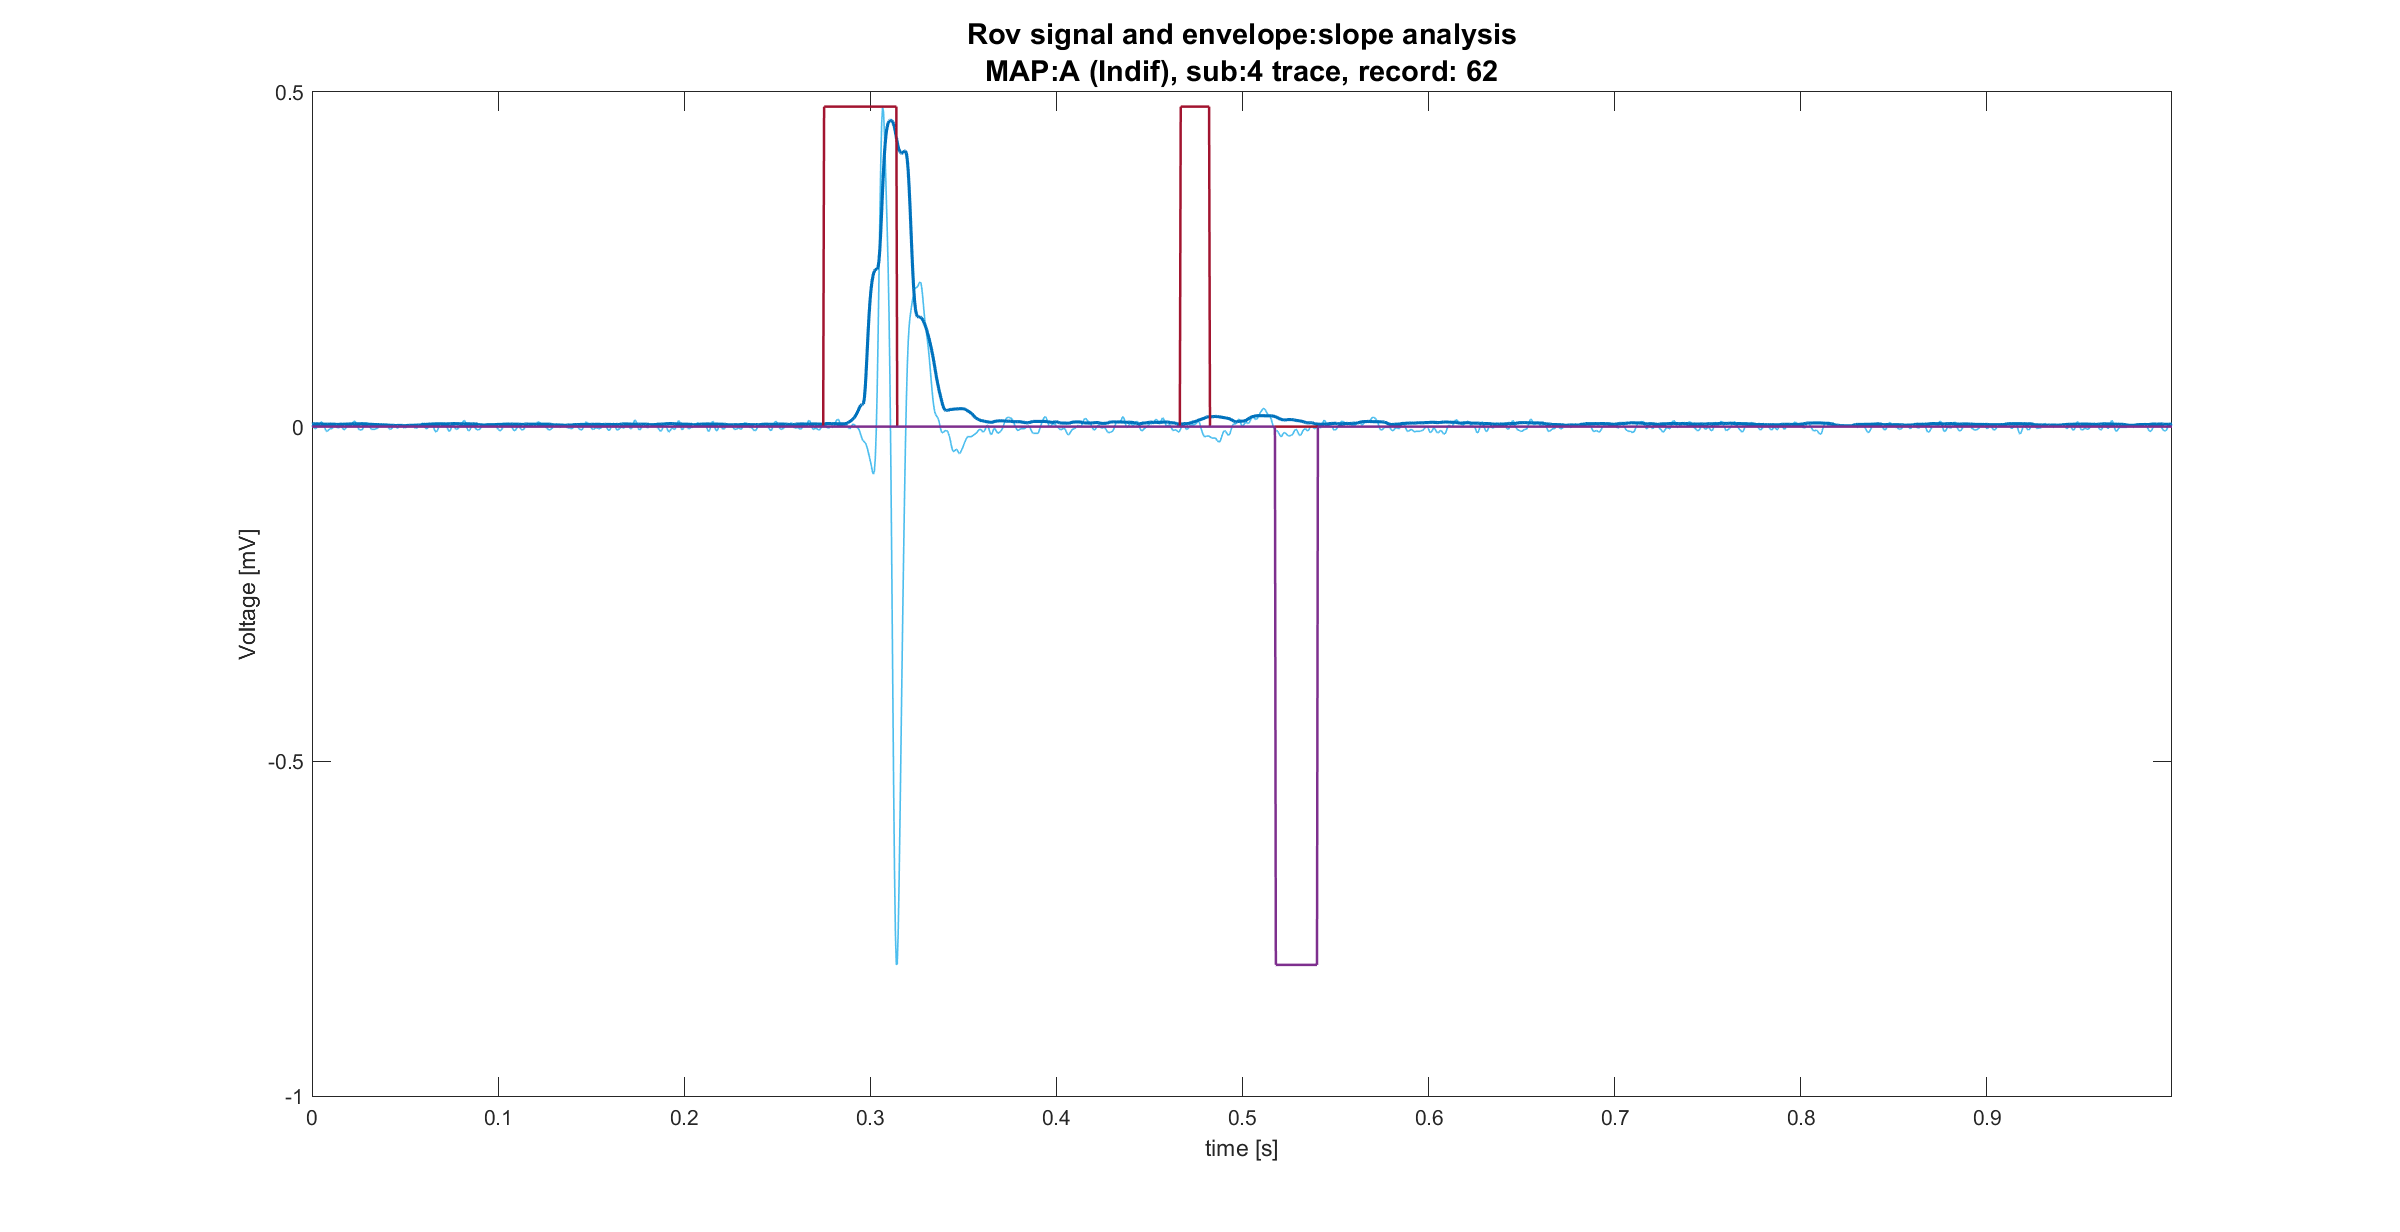 Rov signal and envelope:slope analysis
MAP:A (Indif), sub:4 trace, record: 62
0.5
0
-0.5
-1
Voltage [mV]
0 0.1 0.2 0.3 0.4 0.5 0.6 0.7 0.8 0.9
time [s]